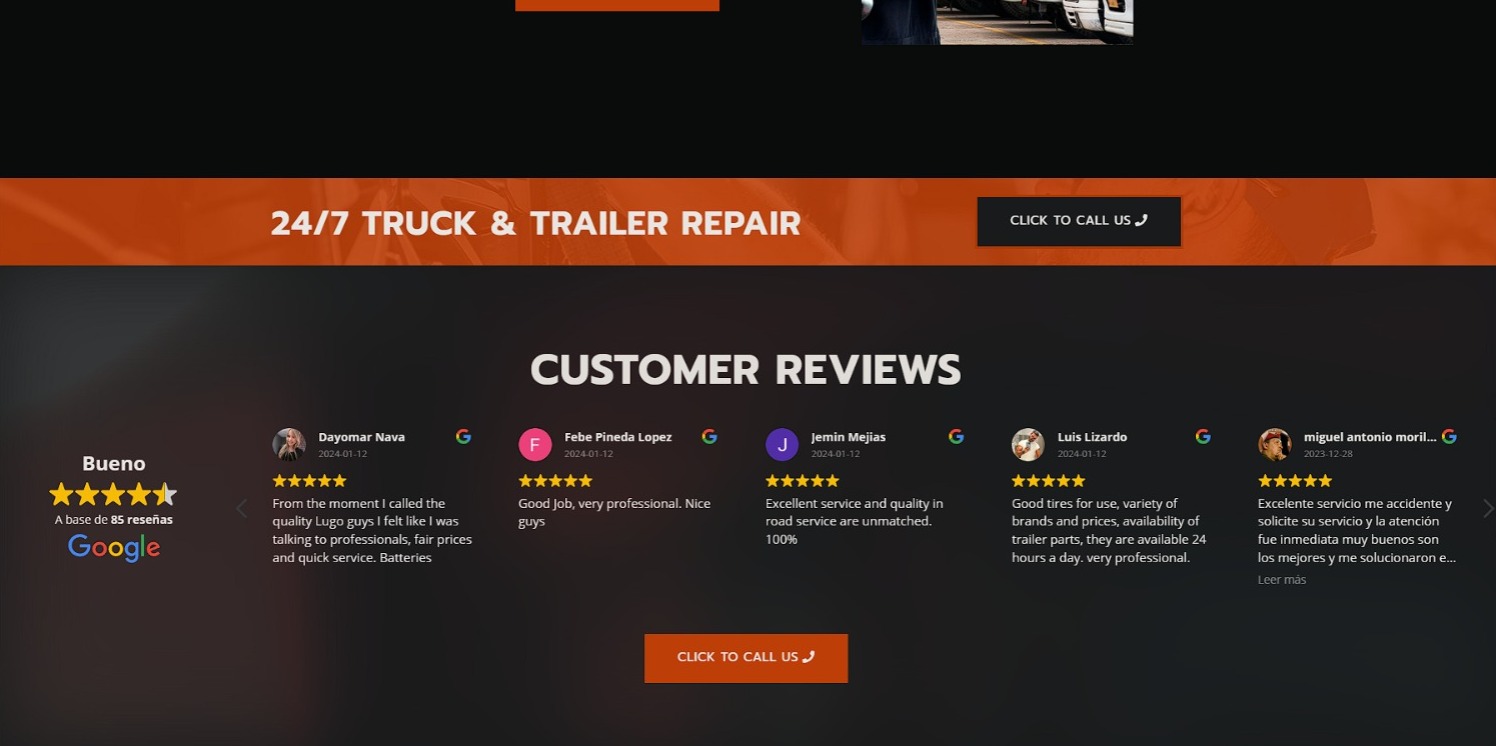 24/7 TRUCK & TRAILER REPAIR
CLICK TO CALL US
CUSTOMER REVIEWS
Bueno
A base de 85 reseñas
Google
Dayomar Nava
2024-01-12
From the moment I called the
quality Lugo guys I felt like I was
talking to professionals, fair prices
and quick service. Batteries
F
Febe Pineda Lopez
2024-01-12
Good Job, very professional. Nice
guys
J
Jemin Mejias
2024-01-12
Excellent service and quality in
road service are unmatched.
100%
Luis Lizardo
2024-01-12
Good tires for use, variety of
brands and prices, availability of
trailer parts, they are available 24
hours a day. very professional.
miguel antonio moril...
2023-12-28
Excelente servicio me accidente y
solicite su servicio y la atención
fue inmediata muy buenos son
los mejores y me solucionaron e...
Leer más
CLICK TO CALL US